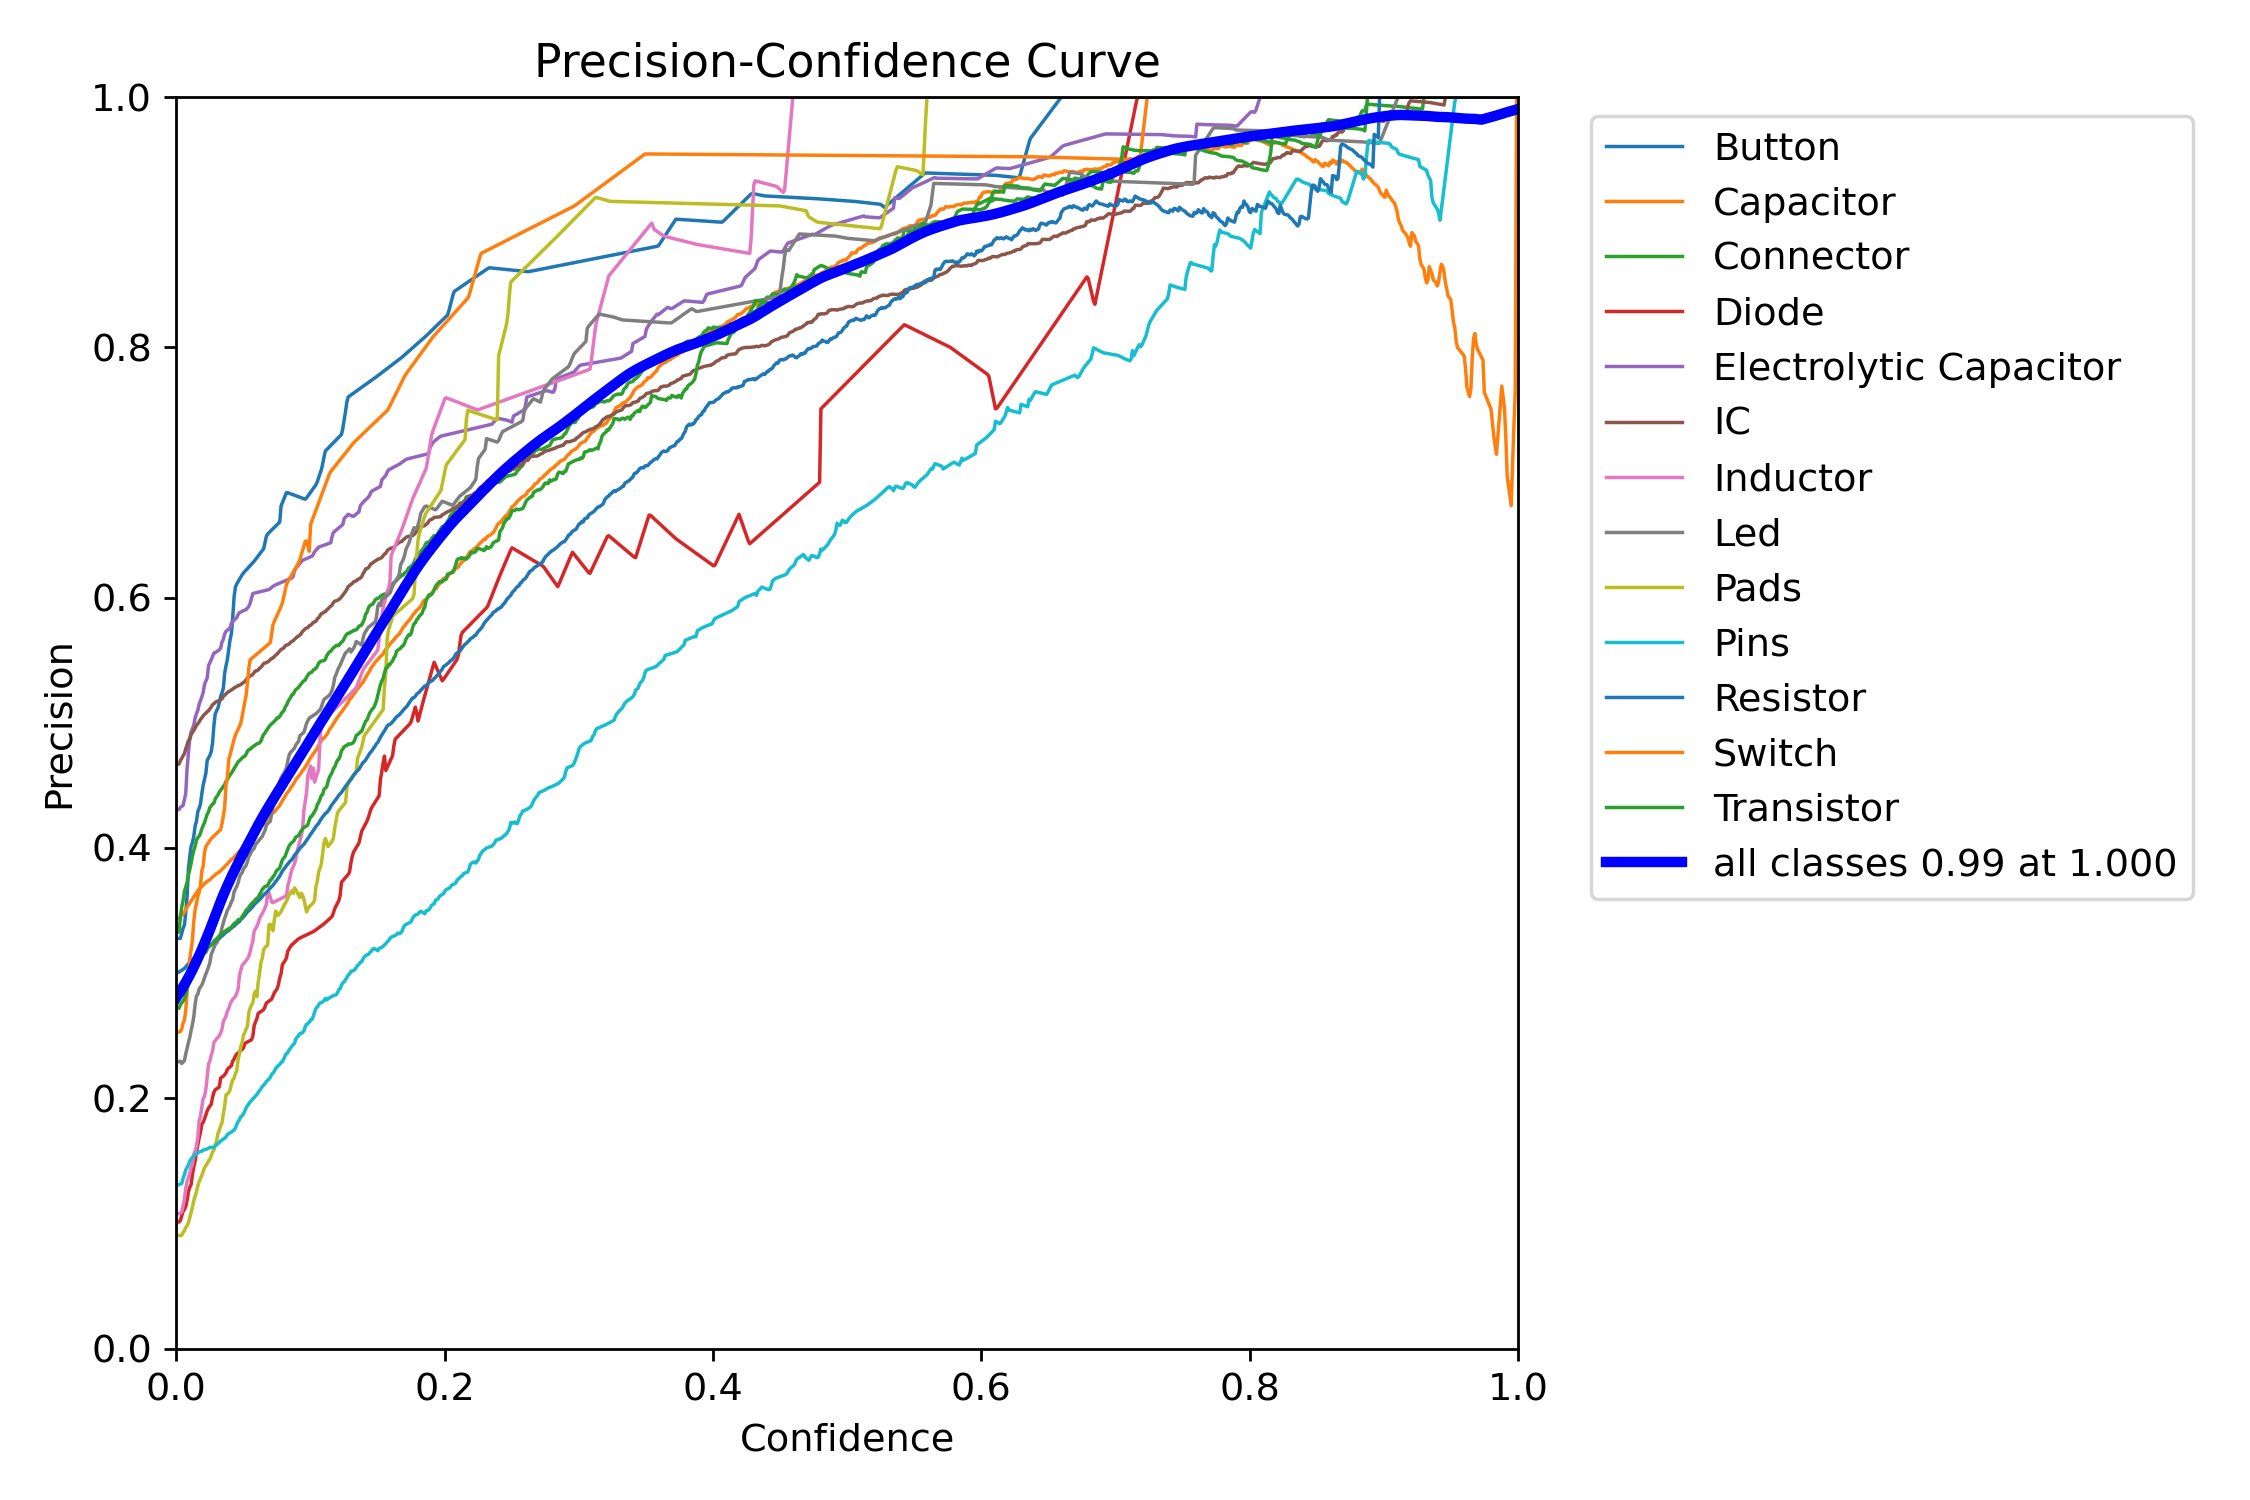 Precision-Confidence Curve
1.0
0.8
0.6
0.4
0.2
0.0
Precision
0.0 0.2 0.4 0.6 0.8 1.0
Confidence
Button
Capacitor
Connector
Diode
Electrolytic Capacitor
IC
Inductor
Led
Pads
Pins
Resistor
Switch
Transistor
all classes 0.99 at 1.000